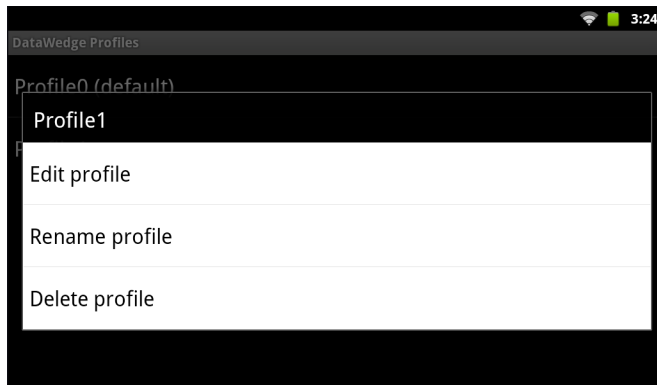 3:24
DataWedge Profiles
Profile0 (default)
Profile1
Edit profile
Rename profile
Delete profile